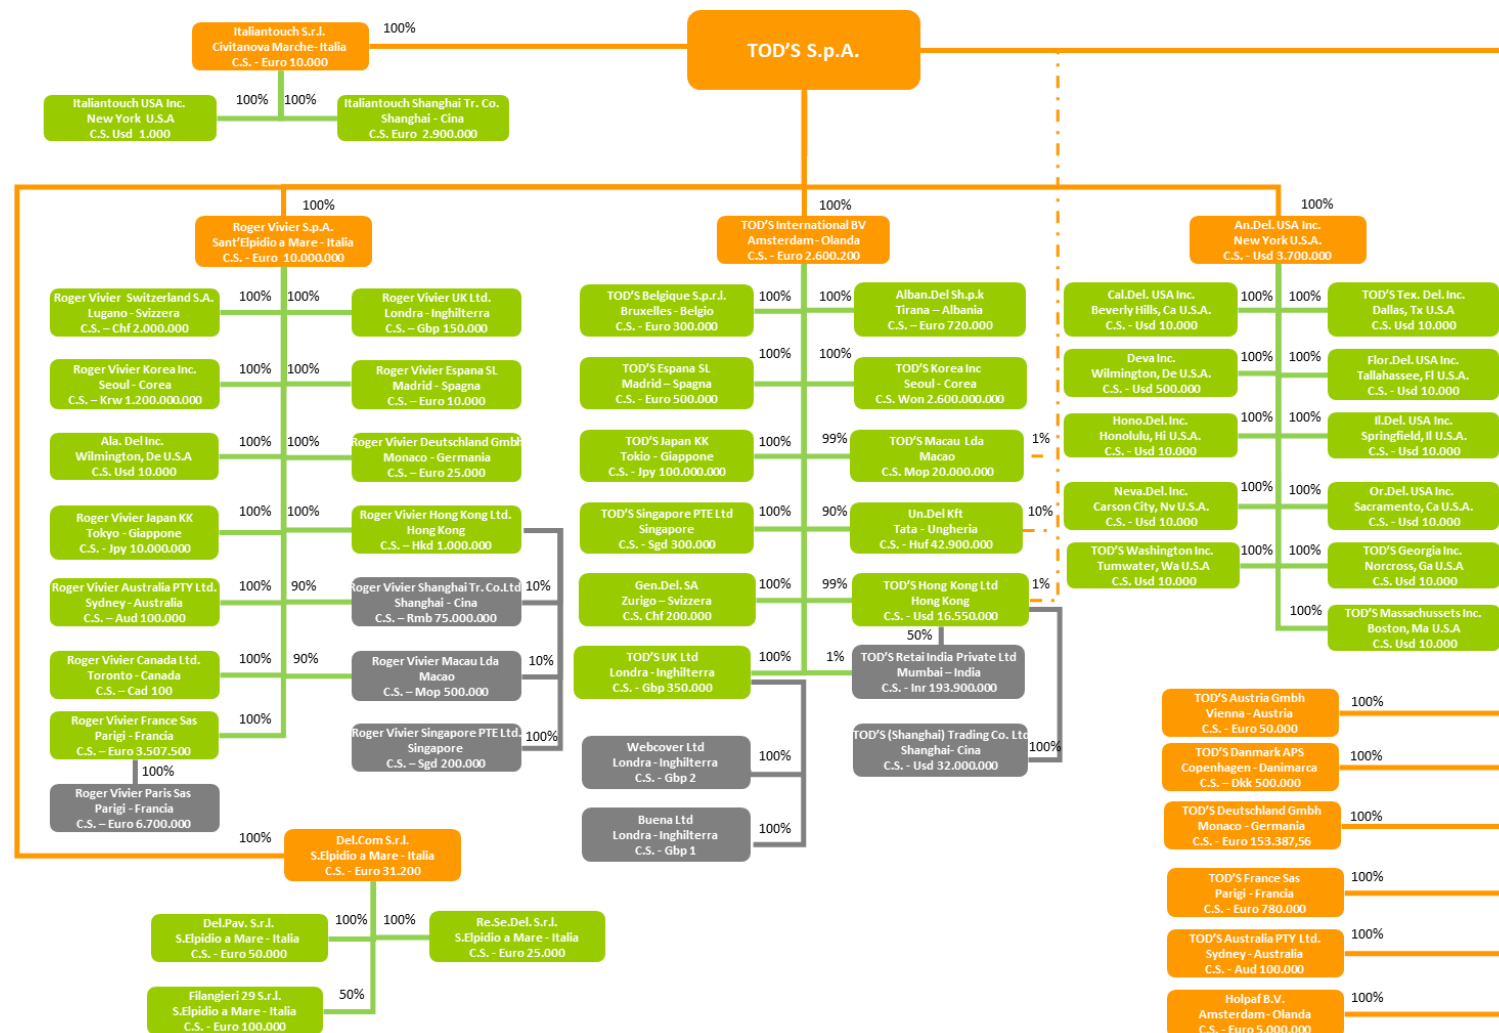 TOD'S S.p.A.
100%
Italiantouch S.r.l.
Civitanova Marche- Italia
C.S. - Euro 10.000
100% 100%
Italiantouch USA Inc.
New York U.S.A
C.S. Usd 1.000
Italiantouch Shanghai Tr. Co.
Shanghai - Cina
C.S. Euro 2.900.000
100%
Roger Vivier S.p.A.
Sant'Elpidio a Mare - Italia
C.S. - Euro 10.000.000
Roger Vivier Switzerland S.A.
Lugano - Svizzera
C.S. – Chf 2.000.000
100% 100%
Roger Vivier UK Ltd.
Londra - Inghilterra
C.S. – Gbp 150.000
Roger Vivier Korea Inc.
Seoul - Corea
C.S. – Krw 1.200.000.000
100% 100%
Roger Vivier Espana SL
Madrid - Spagna
C.S. – Euro 10.000
Ala. Del Inc.
Wilmington, De U.S.A
C.S. Usd 10.000
100% 100%
Roger Vivier Deutschland Gmbh
Monaco - Germania
C.S. – Euro 25.000
Roger Vivier Japan KK
Tokyo - Giappone
C.S. - Jpy 10.000.000
100% 100%
Roger Vivier Hong Kong Ltd.
Hong Kong
C.S. – Hkd 1.000.000
Roger Vivier Australia PTY Ltd.
Sydney - Australia
C.S. – Aud 100.000
100% 90%
Roger Vivier Shanghai Tr. Co.Ltd
Shanghai - Cina
C.S. – Rmb 75.000.000
10%
Roger Vivier Canada Ltd.
Toronto - Canada
C.S. – Cad 100
100% 90%
Roger Vivier Macau Lda
Macao
C.S. – Mop 500.000
10%
Roger Vivier France Sas
Parigi - Francia
C.S. – Euro 3.507.500
100%
Roger Vivier Singapore PTE Ltd.
Singapore
C.S. – Sgd 200.000
100%
100%
Roger Vivier Paris Sas
Parigi - Francia
C.S. – Euro 6.700.000
100%
Del.Com S.r.l.
S.Elpidio a Mare - Italia
C.S. - Euro 31.200
Del.Pav. S.r.l.
S.Elpidio a Mare - Italia
C.S. - Euro 50.000
100% 100%
Re.Se.Del. S.r.l.
S.Elpidio a Mare - Italia
C.S. - Euro 25.000
Filangieri 29 S.r.l.
S.Elpidio a Mare - Italia
C.S. - Euro 100.000
50%
100%
TOD'S International BV
Amsterdam - Olanda
C.S. - Euro 2.600.200
TOD'S Belgique S.p.r.l.
Bruxelles - Belgio
C.S. - Euro 300.000
100% 100%
Alban.Del Sh.p.k
Tirana – Albania
C.S. – Euro 720.000
TOD'S Espana SL
Madrid – Spagna
C.S. - Euro 500.000
100% 100%
TOD'S Korea Inc
Seoul - Corea
C.S. Won 2.600.000.000
TOD'S Japan KK
Tokio - Giappone
C.S. - Jpy 100.000.000
100% 99%
TOD'S Macau Lda
Macao
C.S. Mop 20.000.000
1%
TOD'S Singapore PTE Ltd
Singapore
C.S. - Sgd 300.000
100% 90%
Un.Del Kft
Tata - Ungheria
C.S. - Huf 42.900.000
10%
Gen.Del. SA
Zurigo – Svizzera
C.S. Chf 200.000
100% 99%
TOD'S Hong Kong Ltd
Hong Kong
C.S. - Usd 16.550.000
1%
50%
TOD'S UK Ltd
Londra - Inghilterra
C.S. - Gbp 350.000
100% 1%
TOD'S Retai India Private Ltd
Mumbai – India
C.S. - Inr 193.900.000
Webcover Ltd
Londra - Inghilterra
C.S. - Gbp 2
100%
TOD'S (Shanghai) Trading Co. Ltd
Shanghai- Cina
C.S. - Usd 32.000.000
100%
Buena Ltd
Londra - Inghilterra
C.S. - Gbp 1
100%
100%
An.Del. USA Inc.
New York U.S.A.
C.S. - Usd 3.700.000
Cal.Del. USA Inc.
Beverly Hills, Ca U.S.A.
C.S. - Usd 10.000
100% 100%
TOD'S Tex. Del. Inc.
Dallas, Tx U.S.A
C.S. Usd 10.000
Deva Inc.
Wilmington, De U.S.A.
C.S. - Usd 500.000
100% 100%
Flor.Del. USA Inc.
Tallahassee, Fl U.S.A.
C.S. - Usd 10.000
Hono.Del. Inc.
Honolulu, Hi U.S.A.
C.S. - Usd 10.000
100% 100%
Il.Del. USA Inc.
Springfield, Il U.S.A.
C.S. - Usd 10.000
Neva.Del. Inc.
Carson City, Nv U.S.A.
C.S. - Usd 10.000
100% 100%
Or.Del. USA Inc.
Sacramento, Ca U.S.A.
C.S. - Usd 10.000
TOD'S Washington Inc.
Tumwater, Wa U.S.A
C.S. Usd 10.000
100% 100%
TOD'S Georgia Inc.
Norcross, Ga U.S.A
C.S. Usd 10.000
100%
TOD'S Massachussets Inc.
Boston, Ma U.S.A
C.S. Usd 10.000
TOD'S Austria Gmbh
Vienna - Austria
C.S. - Euro 50.000
100%
TOD'S Danmark APS
Copenhagen - Danimarca
C.S. – Dkk 500.000
100%
TOD'S Deutschland Gmbh
Monaco - Germania
C.S. - Euro 153.387,56
100%
TOD'S France Sas
Parigi - Francia
C.S. - Euro 780.000
100%
TOD'S Australia PTY Ltd.
Sydney - Australia
C.S. - Aud 100.000
100%
Holpaf B.V.
Amsterdam - Olanda
C.S. - Euro 5.000.000
100%